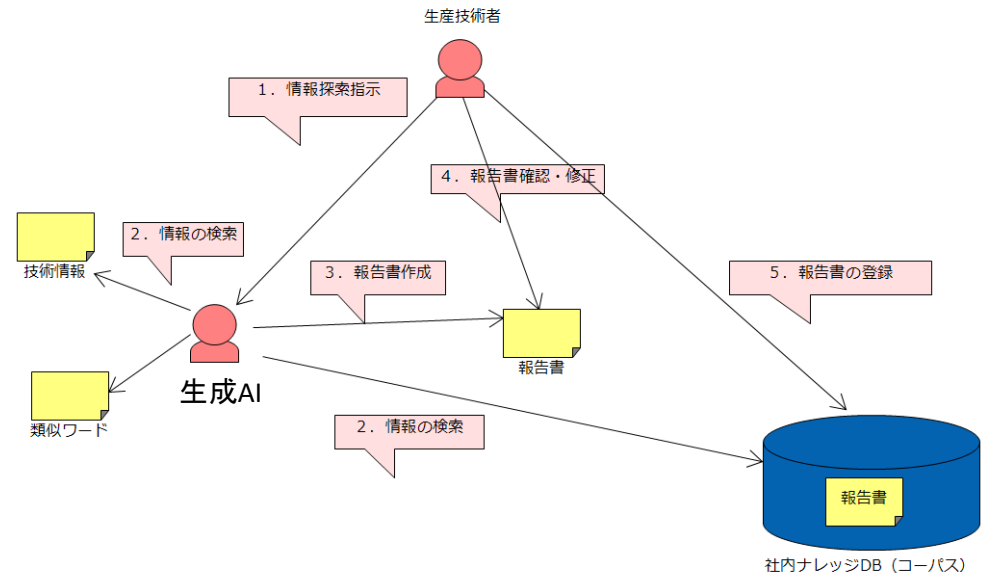 生産技術者
1. 情報探索指示
4. 報告書確認・修正
2. 情報の検索
技術情報
3. 報告書作成
5. 報告書の登録
報告書
生成AI
類似ワード
2. 情報の検索
報告書
社内ナレッジDB（コーパス）